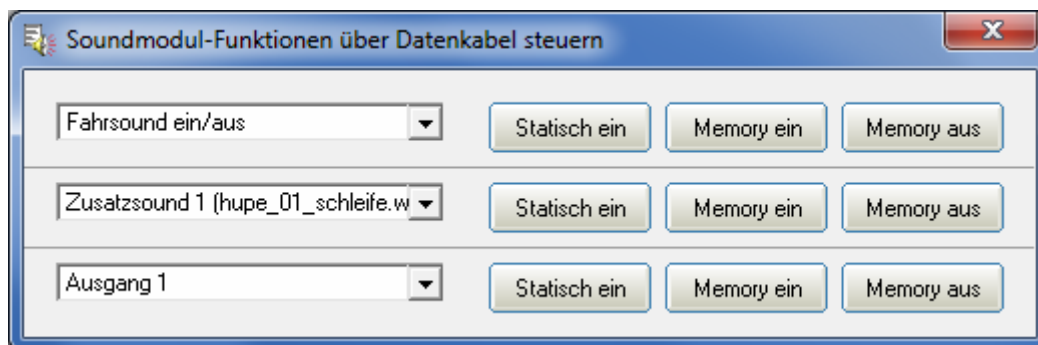 Soundmodul-Funktionen über Datenkabel steuern
Fahrsound ein/aus Statisch ein Memory ein Memory aus
Zusatzsound 1 (hupe_01_schleife.w Statisch ein Memory ein Memory aus
Ausgang 1 Statisch ein Memory ein Memory aus